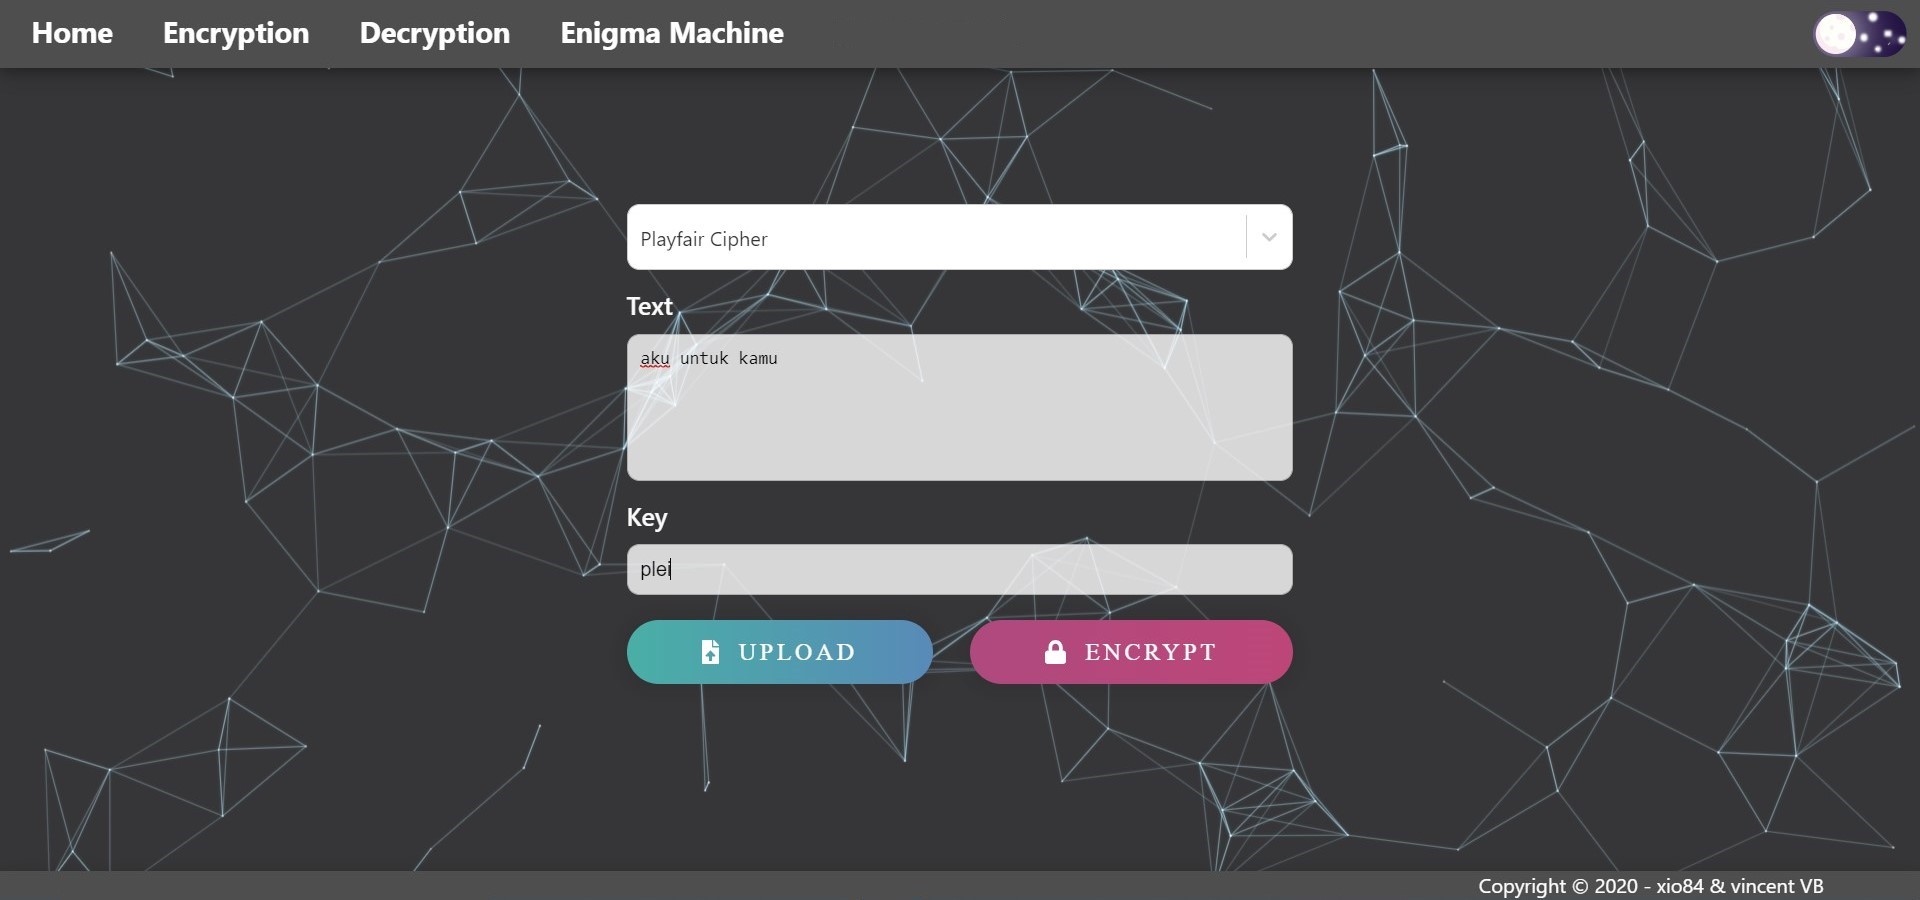 Home Encryption Decryption Enigma Machine
Playfair Cipher
Text
aku untuk kamu
Key
plei
UPLOAD ENCRYPT
Copyright © 2020 - xio84 & vincent VB